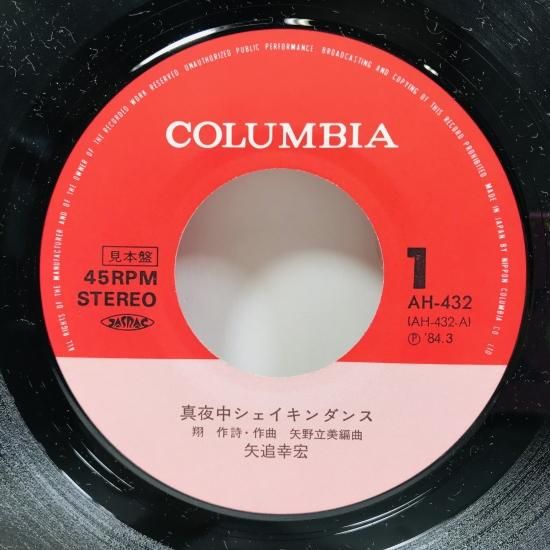 ALL RIGHTS OF THE MANUFACTURER AND OF THE OWNER OF THE RECORDED WORK RESERVED UNAUTHORIZED PUBLIC PERFORMANCE BROADCASTING AND COPYING OF THIS RECORD PROHIBITED MADE IN JAPAN BY NIPPON COLUMBIA CO LTD
COLUMBIA
見本盤
45RPM
STEREO
JASRAC
1
AH-432
(AH-432-A)
Ⓟ '84.3
真夜中シェイキンダンス
翔 作詩・作曲 矢野立美編曲
矢追幸宏